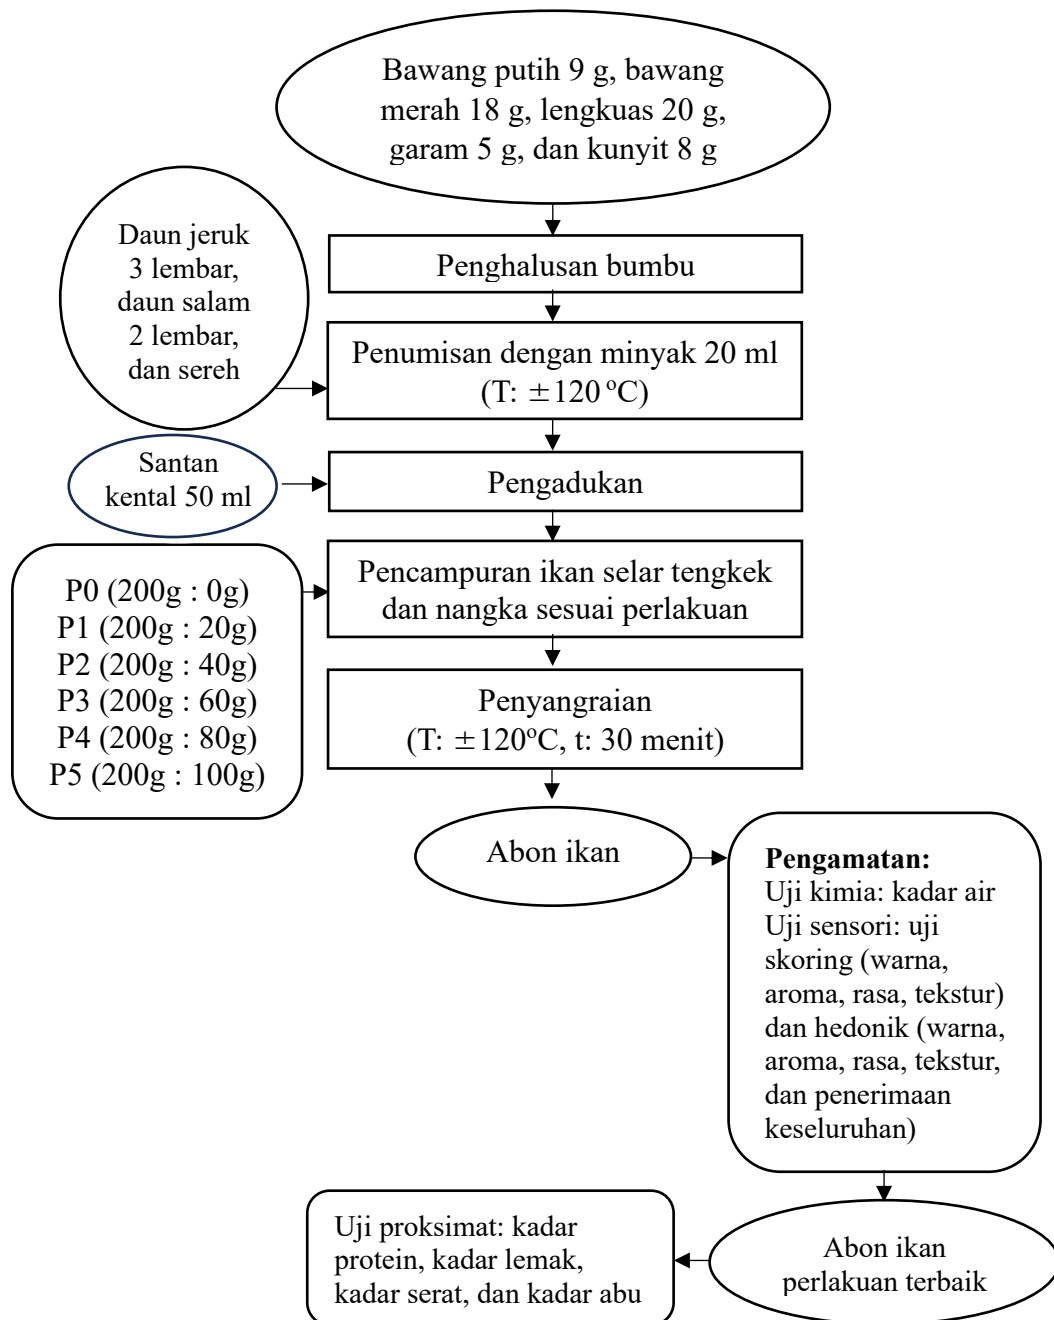 Bawang putih 9 g, bawang
merah 18 g, lengkuas 20 g,
garam 5 g, dan kunyit 8 g
Daun jeruk
3 lembar,
daun salam
2 lembar,
dan sereh
Penghalusan bumbu
Penumisan dengan minyak 20 ml
(T: ±120 ºC)
Santan
kental 50 ml
Pengadukan
P0 (200g : 0g)
P1 (200g : 20g)
P2 (200g : 40g)
P3 (200g : 60g)
P4 (200g : 80g)
P5 (200g : 100g)
Pencampuran ikan selar tengkek
dan nangka sesuai perlakuan
Penyangraian
(T: ±120ºC, t: 30 menit)
Abon ikan
Pengamatan:
Uji kimia: kadar air
Uji sensori: uji
skoring (warna,
aroma, rasa, tekstur)
dan hedonik (warna,
aroma, rasa, tekstur,
dan penerimaan
keseluruhan)
Abon ikan
perlakuan terbaik
Uji proksimat: kadar
protein, kadar lemak,
kadar serat, dan kadar abu